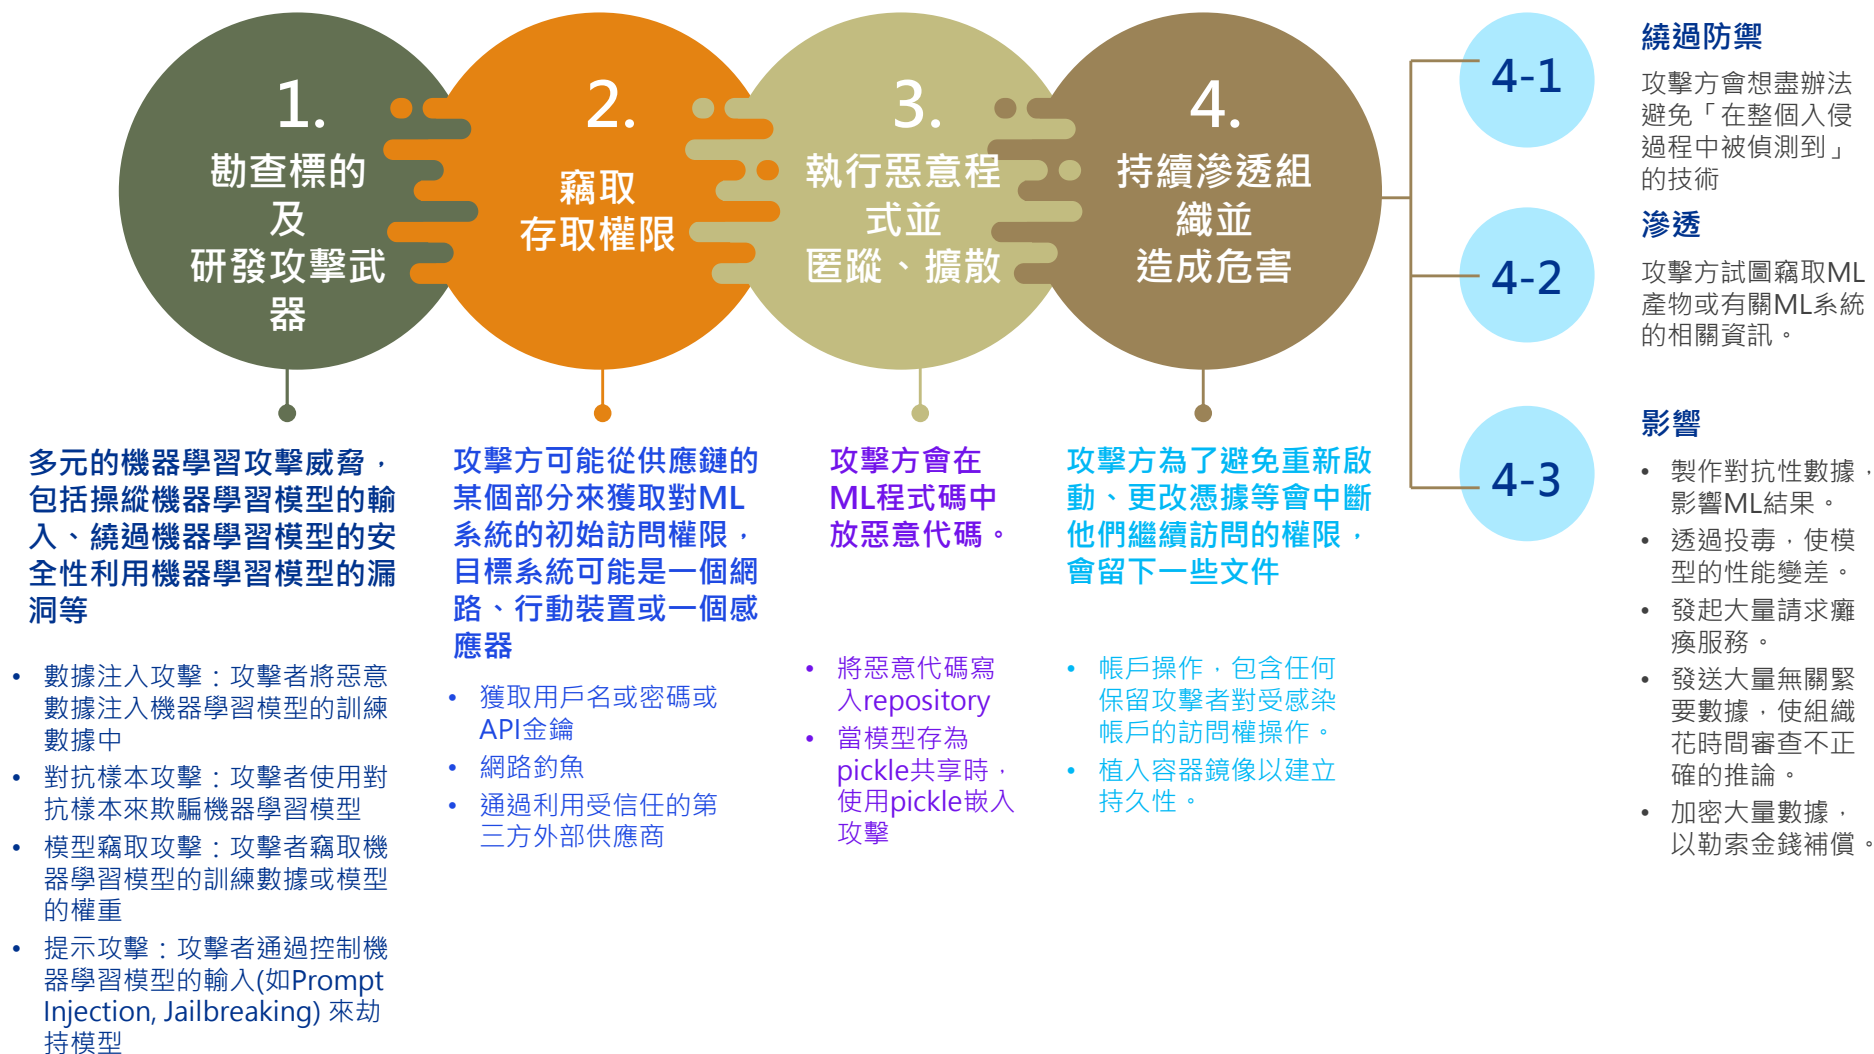 1.
勘查標的
及
研發攻擊武
器
2.
竊取
存取權限
3.
執行惡意程
式並
匿蹤、擴散
4.
持續滲透組
織並
造成危害
多元的機器學習攻擊威脅，
包括操縱機器學習模型的輸
入、繞過機器學習模型的安
全性利用機器學習模型的漏
洞等
• 數據注入攻擊：攻擊者將惡意
數據注入機器學習模型的訓練
數據中
• 對抗樣本攻擊：攻擊者使用對
抗樣本來欺騙機器學習模型
• 模型竊取攻擊：攻擊者竊取機
器學習模型的訓練數據或模型
的權重
• 提示攻擊：攻擊者通過控制機
器學習模型的輸入(如Prompt
Injection, Jailbreaking) 來劫
持模型
攻擊方可能從供應鏈的
某個部分來獲取對ML
系統的初始訪問權限，
目標系統可能是一個網
路、行動裝置或一個感
應器
• 獲取用戶名或密碼或
API金鑰
• 網路釣魚
• 通過利用受信任的第
三方外部供應商
攻擊方會在
ML程式碼中
放惡意代碼。
• 將惡意代碼寫
入repository
• 當模型存為
pickle共享時，
使用pickle嵌入
攻擊
攻擊方為了避免重新啟
動、更改憑據等會中斷
他們繼續訪問的權限，
會留下一些文件
• 帳戶操作，包含任何
保留攻擊者對受感染
帳戶的訪問權操作。
• 植入容器鏡像以建立
持久性。
4-1
繞過防禦
攻擊方會想盡辦法
避免「在整個入侵
過程中被偵測到」
的技術
4-2
滲透
攻擊方試圖竊取ML
產物或有關ML系統
的相關資訊。
4-3
影響
• 製作對抗性數據，
影響ML結果。
• 透過投毒，使模
型的性能變差。
• 發起大量請求癱
瘓服務。
• 發送大量無關緊
要數據，使組織
花時間審查不正
確的推論。
• 加密大量數據，
以勒索金錢補償。